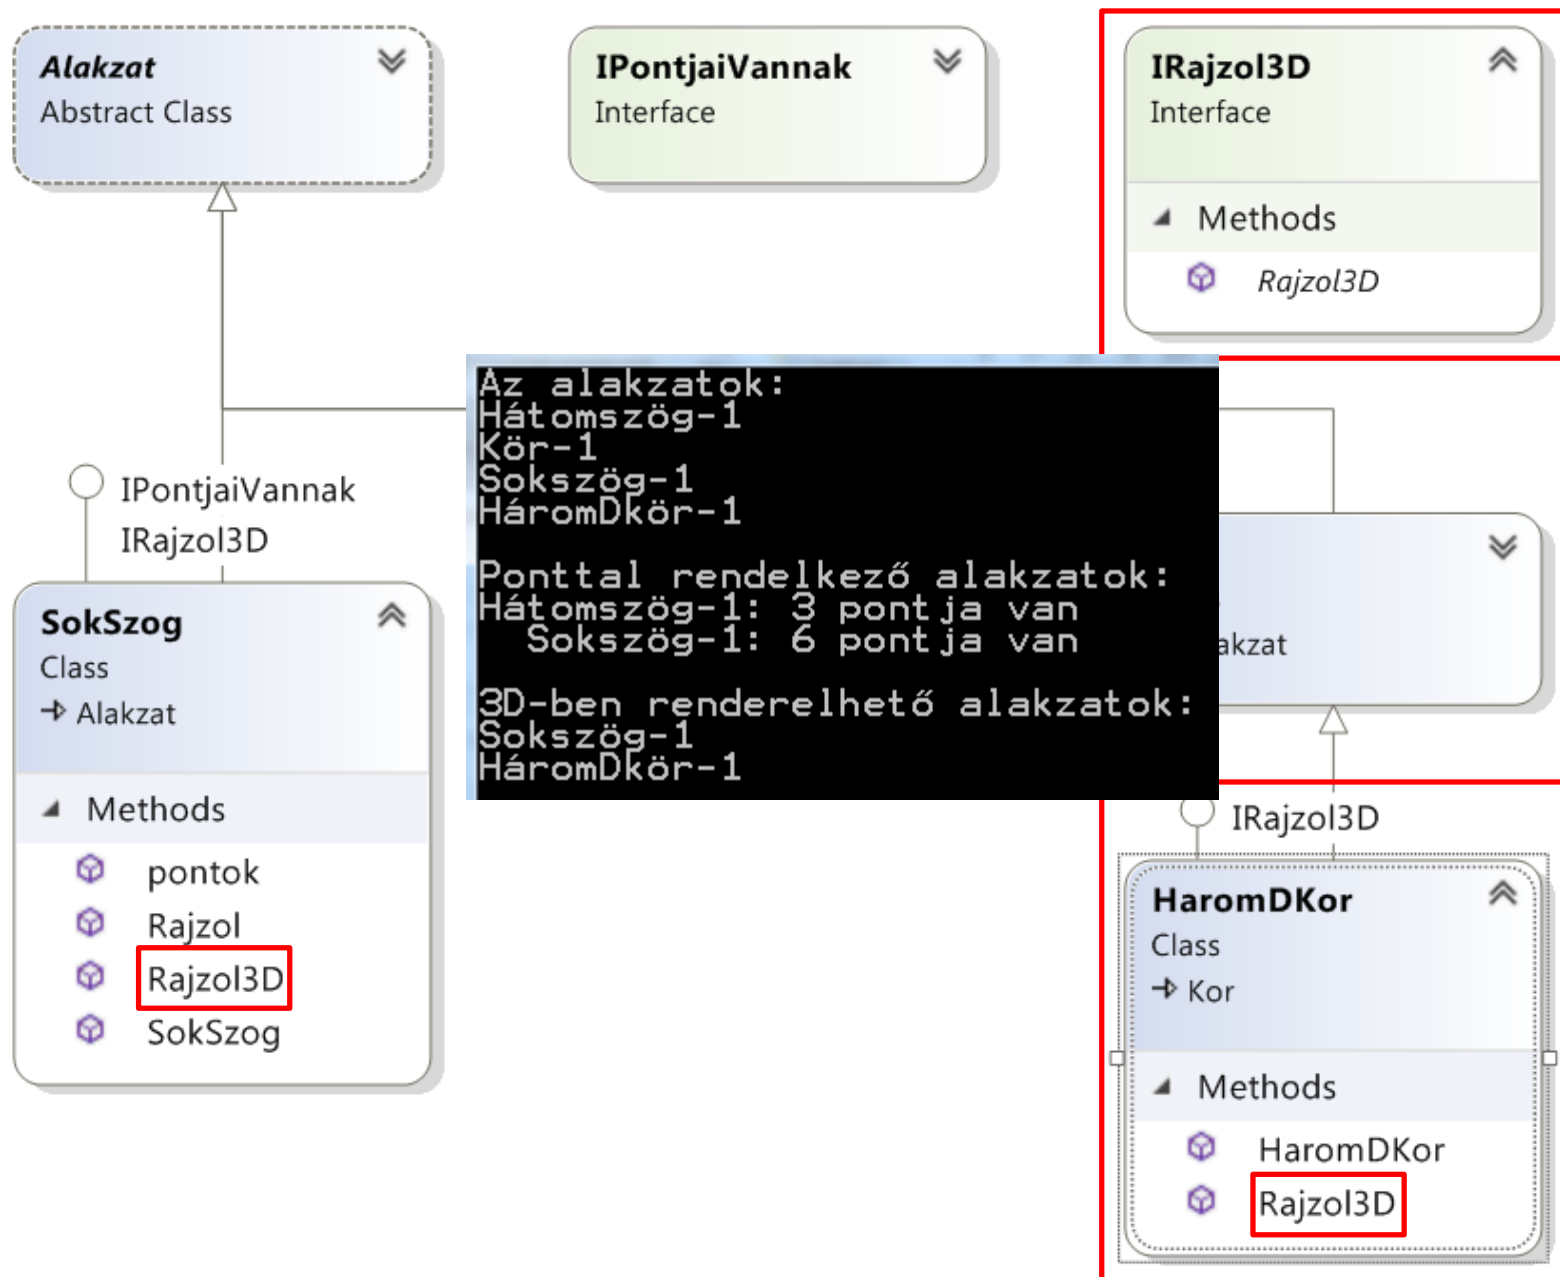 Alakzat
Abstract Class
IPontjaiVannak
Interface
IRajzol3D
Interface
Methods
Rajzol3D
IPontjaiVannak
IRajzol3D
SokSzog
Class
Alakzat
Methods
pontok
Rajzol
Rajzol3D
SokSzog
Az alakzatok:
Hátomszög-1
Kör-1
Sokszög-1
HáromDkör-1
Ponttal rendelkező alakzatok:
Hátomszög-1: 3 pontja van
Sokszög-1: 6 pontja van
3D-ben renderelhető alakzatok:
Sokszög-1
HáromDkör-1
akzat
IRajzol3D
HaromDKor
Class
Kor
Methods
HaromDKor
Rajzol3D